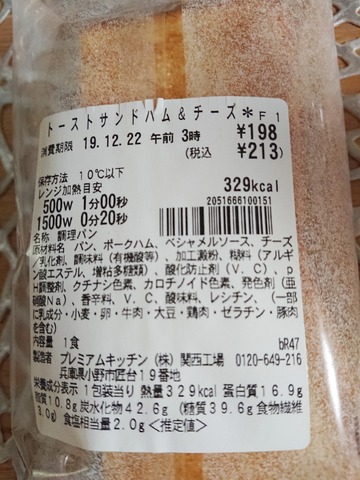 トーストサンドハム&チーズ*F1
消費期限 19.12.22 午前 3時
¥198
(税込 ¥213)
保存方法 10℃以下
レンジ加熱目安
329kcal
500w 1分00秒
1500w 0分20秒
2051666100151
名称 調理パン
原材料名 パン、ポークハム、ベシャメルソース、チーズ
/乳化剤、調味料(有機酸等)、加工澱粉、糊料(アルギ
ン酸エステル、増粘多糖類)、酸化防止剤(V.C)、p
H調整剤、クチナシ色素、カロチノイド色素、発色剤(亜
硝酸Na)、香辛料、V.C、酸味料、レシチン、(一部
に乳成分・小麦・卵・牛肉・大豆・鶏肉・ゼラチン・豚肉
を含む)
内容量 1食
bR47
製造者 プレミアムキッチン(株)関西工場 0120-649-216
兵庫県小野市匠台19番地
栄養成分表示 1包装当り 熱量329kcal 蛋白質16.9g
脂質10.8g炭水化物42.6g(糖質39.6g食物繊維
3.0g)食塩相当量2.0g<推定値>